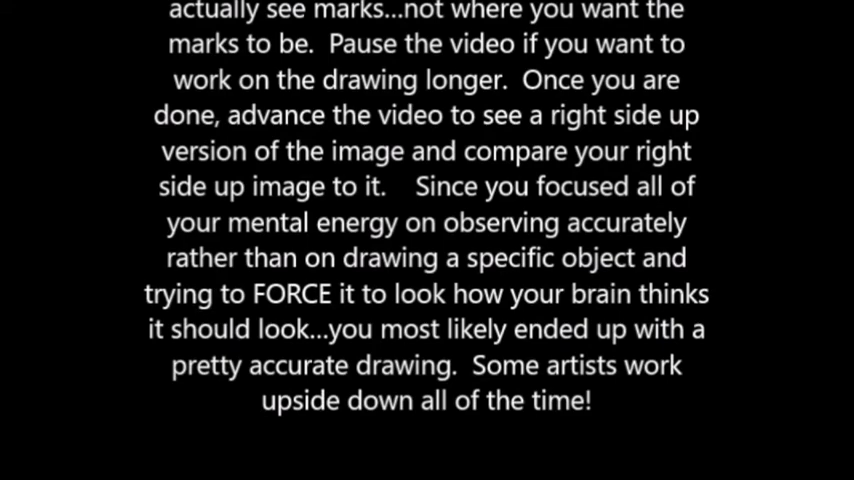 actually see marks...not where you want the
marks to be.  Pause the video if you want to
work on the drawing longer.  Once you are
done, advance the video to see a right side up
version of the image and compare your right
side up image to it.    Since you focused all of
your mental energy on observing accurately
rather than on drawing a specific object and
trying to FORCE it to look how your brain thinks
it should look...you most likely ended up with a
pretty accurate drawing.  Some artists work
upside down all of the time!